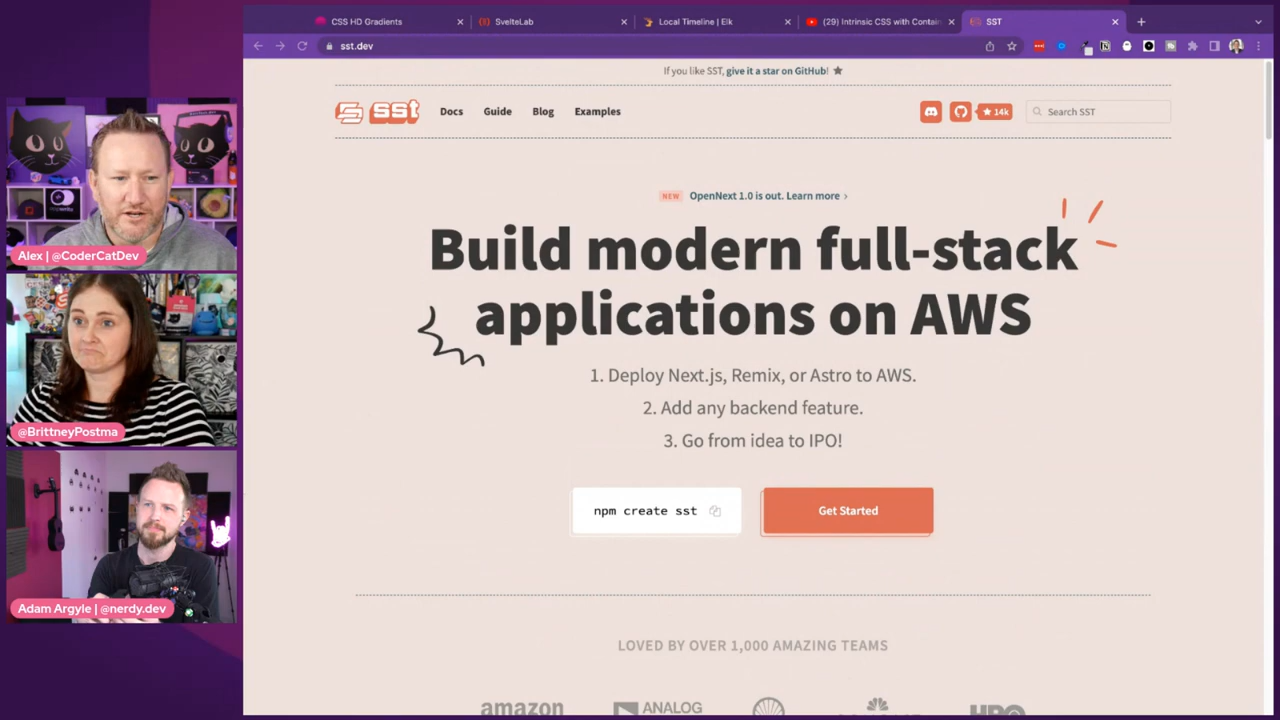 CSS HD Gradients
SvelteLab
Local Timeline | Elk
(29) Intrinsic CSS with Contain
SST
sst.dev
If you like SST, give it a star on GitHub! ★
sst
Docs
Guide
Blog
Examples
★ 14k
Search SST
NEW
OpenNext 1.0 is out. Learn more ›
Build modern full-stack
applications on AWS
1. Deploy Next.js, Remix, or Astro to AWS.
2. Add any backend feature.
3. Go from idea to IPO!
npm create sst
Get Started
LOVED BY OVER 1,000 AMAZING TEAMS
amazon
ANALOG
HBO
Alex | @CoderCatDev
@BrittneyPostma
Adam Argyle | @nerdy.dev